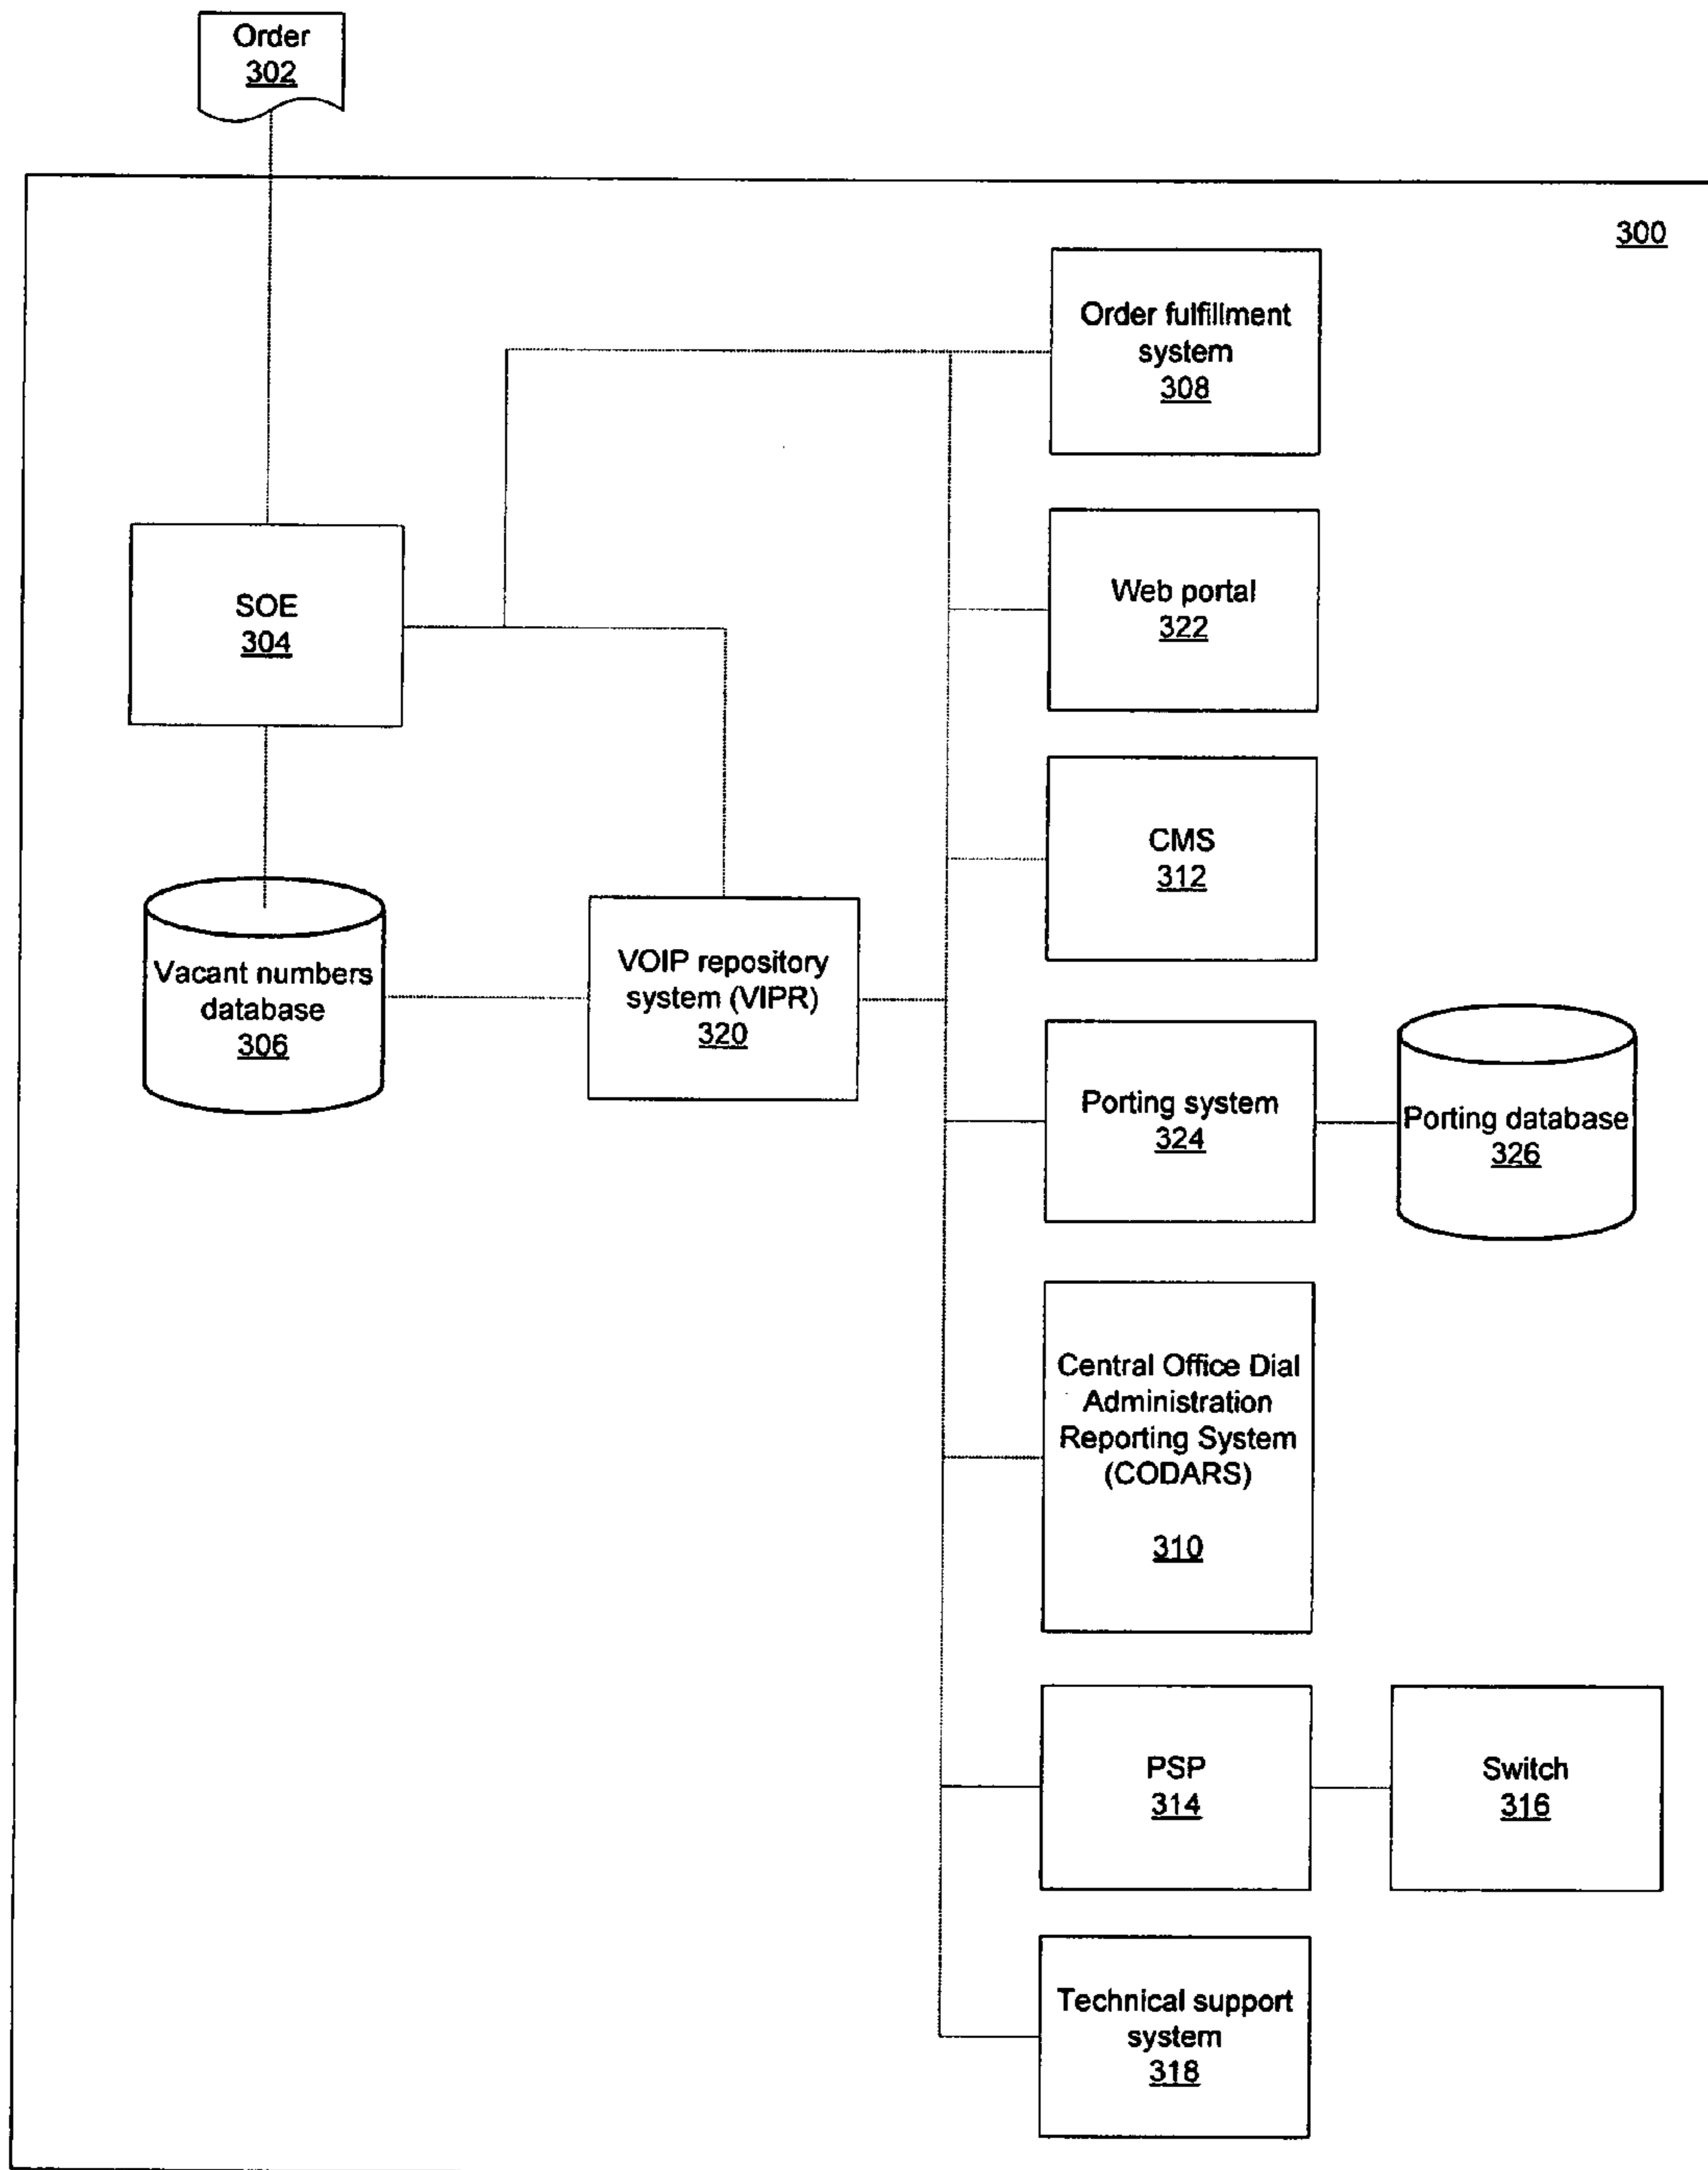 Order
302
300
Order fulfillment
system
308
Web portal
322
SOE
304
CMS
312
Vacant numbers
database
306
VOIP repository
system (VIPR)
320
Porting system
324
Porting database
326
Central Office Dial
Administration
Reporting System
(CODARS)
310
PSP
314
Switch
316
Technical support
system
318